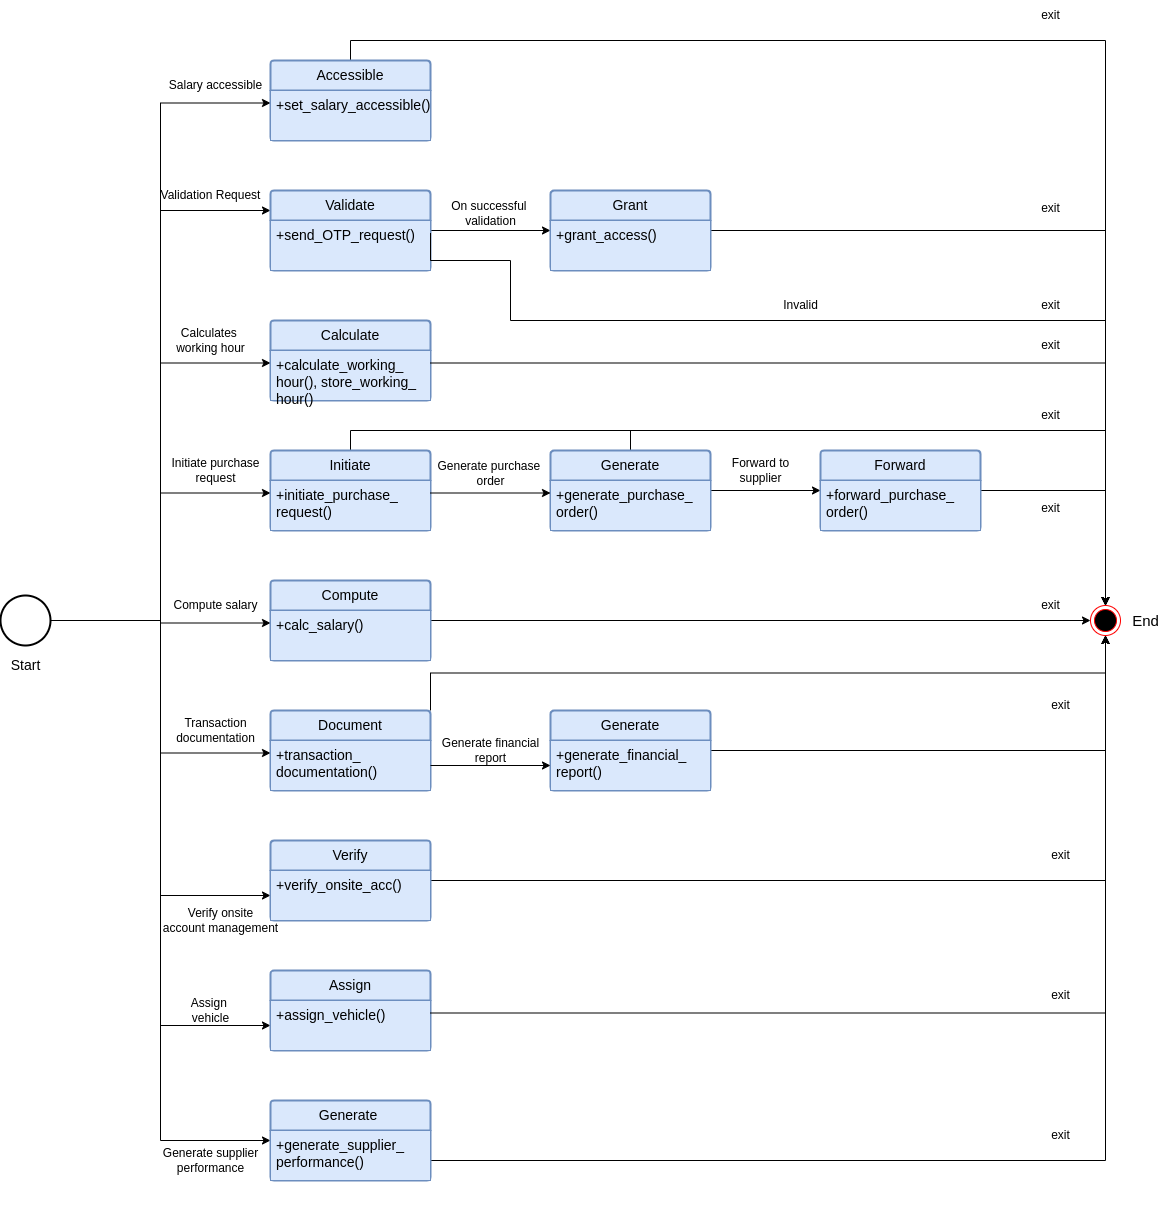 exit
Accessible
Salary accessible
+set_salary_accessible()
Validation Request
Validate
+send_OTP_request()
On successful
validation
Grant
+grant_access()
exit
Invalid
exit
Calculates
working hour
Calculate
+calculate_working_
hour(), store_working_
hour()
exit
exit
Initiate purchase
request
Initiate
+initiate_purchase_
request()
Generate purchase
order
Generate
+generate_purchase_
order()
Forward to
supplier
Forward
+forward_purchase_
order()
exit
Start
Compute salary
Compute
+calc_salary()
exit
End
Transaction
documentation
Document
+transaction_
documentation()
Generate financial
report
Generate
+generate_financial_
report()
exit
Verify
+verify_onsite_acc()
Verify onsite
account management
exit
Assign
vehicle
Assign
+assign_vehicle()
exit
Generate
+generate_supplier_
performance()
Generate supplier
performance
exit